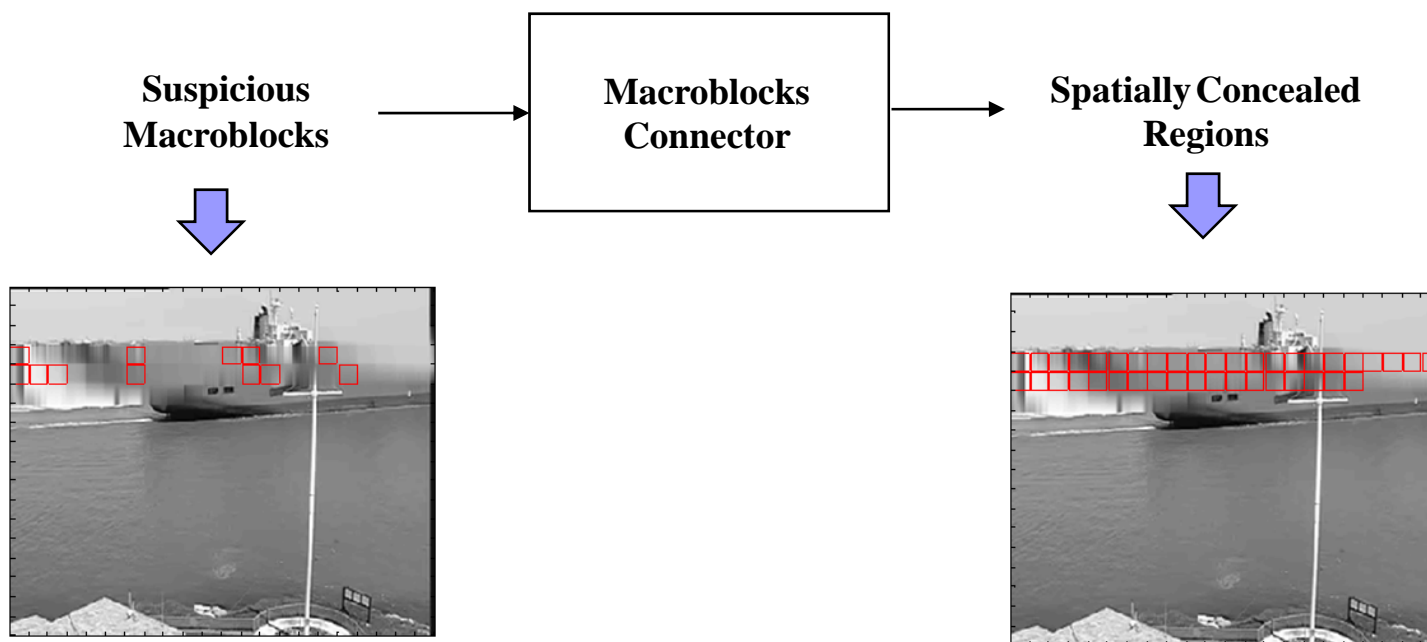 Suspicious
Macroblocks
Macroblocks
Connector
Spatially Concealed
Regions